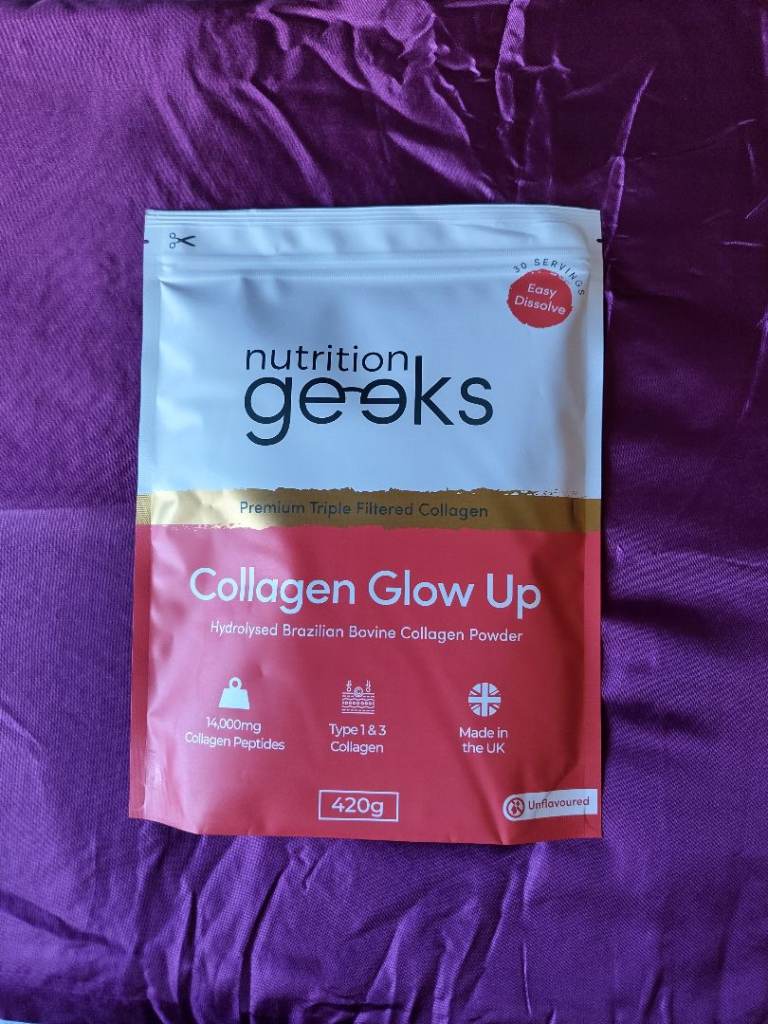 30 SERVINGS
Easy
Dissolve
nutrition
geeks
Premium Triple Filtered Collagen
Collagen Glow Up
Hydrolysed Brazilian Bovine Collagen Powder
14,000mg
Collagen Peptides
Type 1 & 3
Collagen
Made in
the UK
420g
Unflavoured